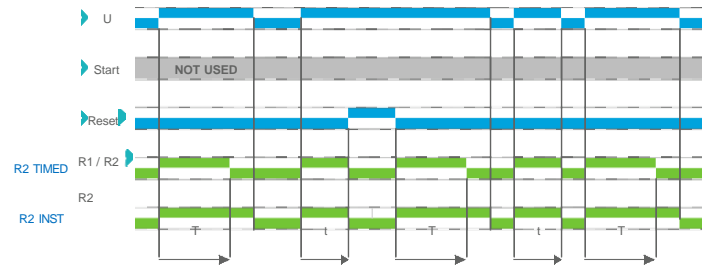 U
Start NOT USED
Reset
R2 TIMED R1 / R2
R2
R2 INST
T t T t T